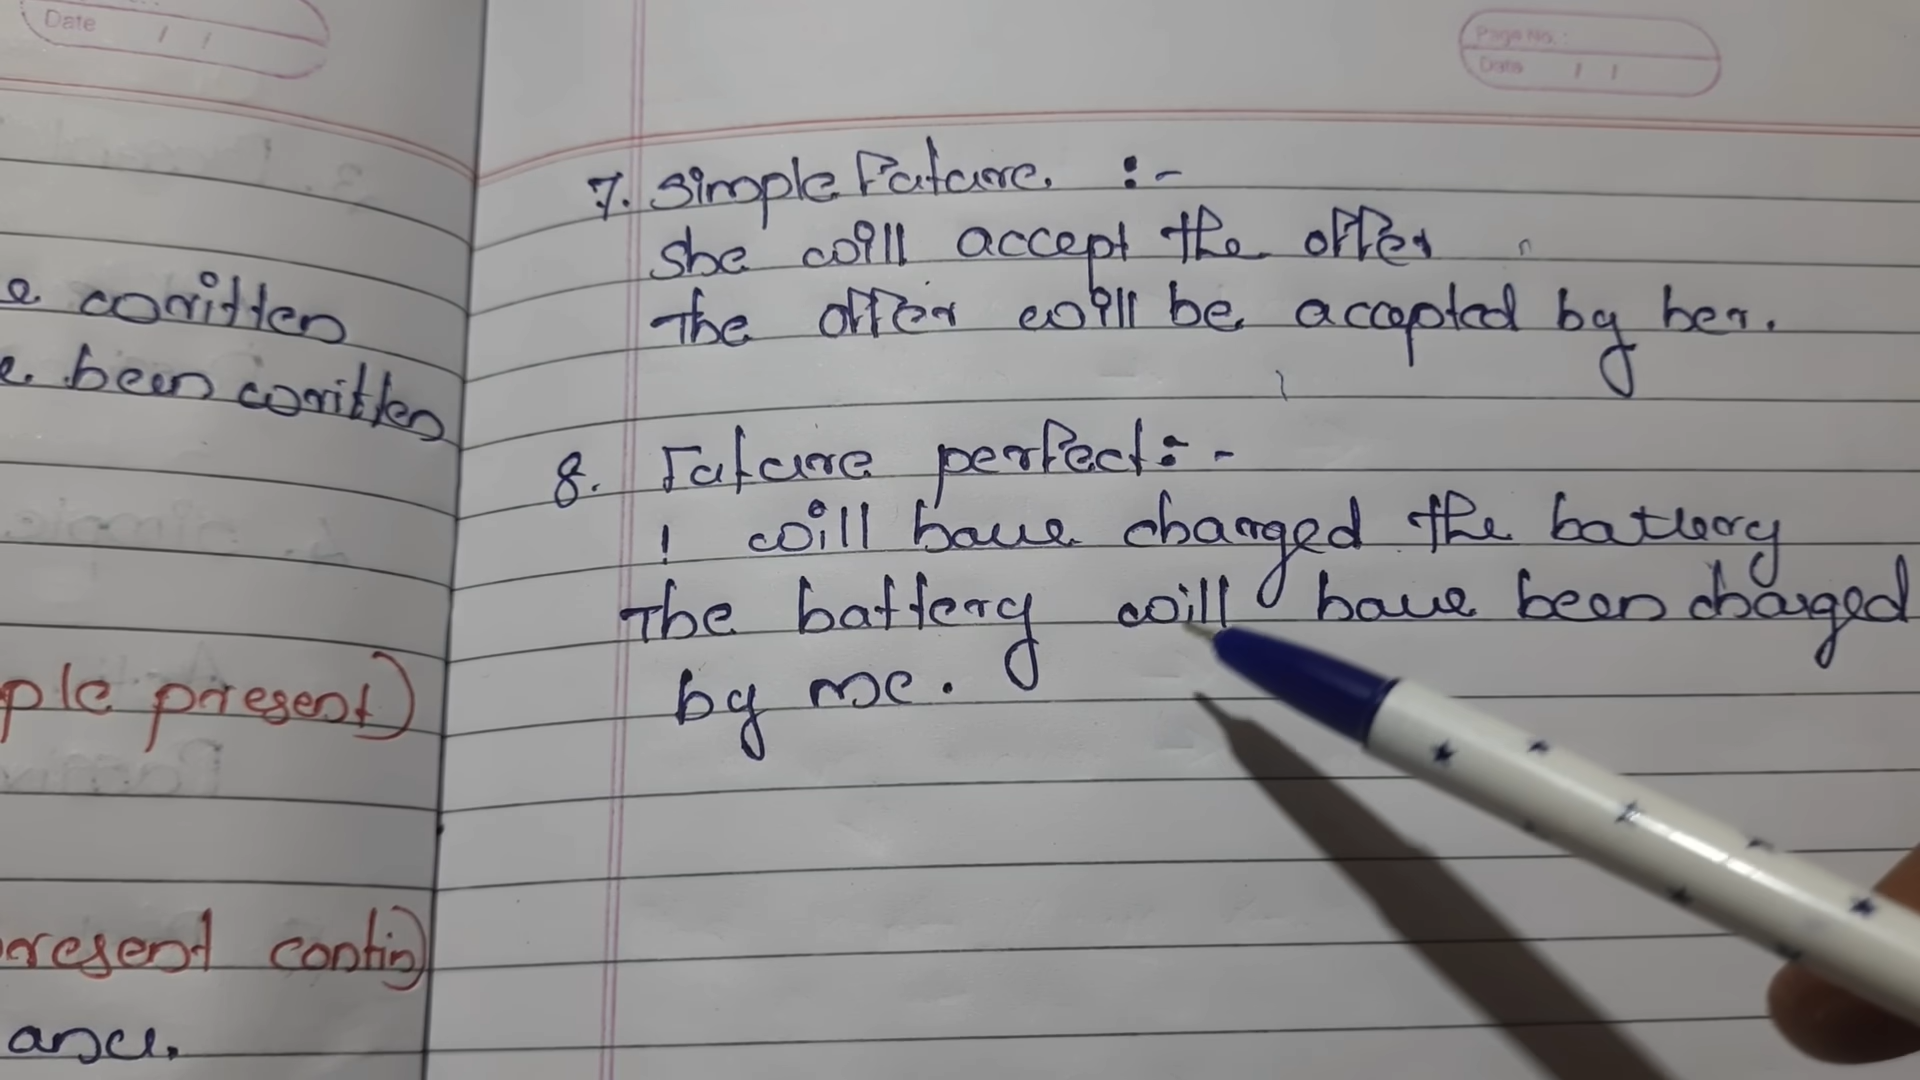 Date / /
e written
e been written
ple present)
resent contin)
ance.
Page No. :
Date / /
7. Simple Future. :-
She will accept the offer
The offer will be accepted by her.
8. Future perfect :-
I will have charged the battery
The battery will have been charged
by me.